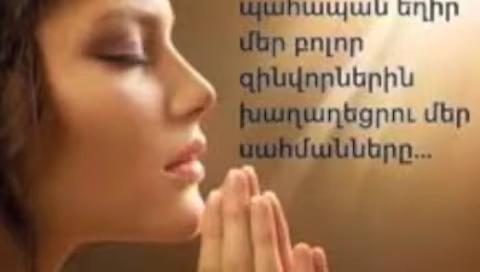 պահապան եղիր
մեր բոլոր
զինվորներին
խաղաղեցրու մեր
սահմանները...